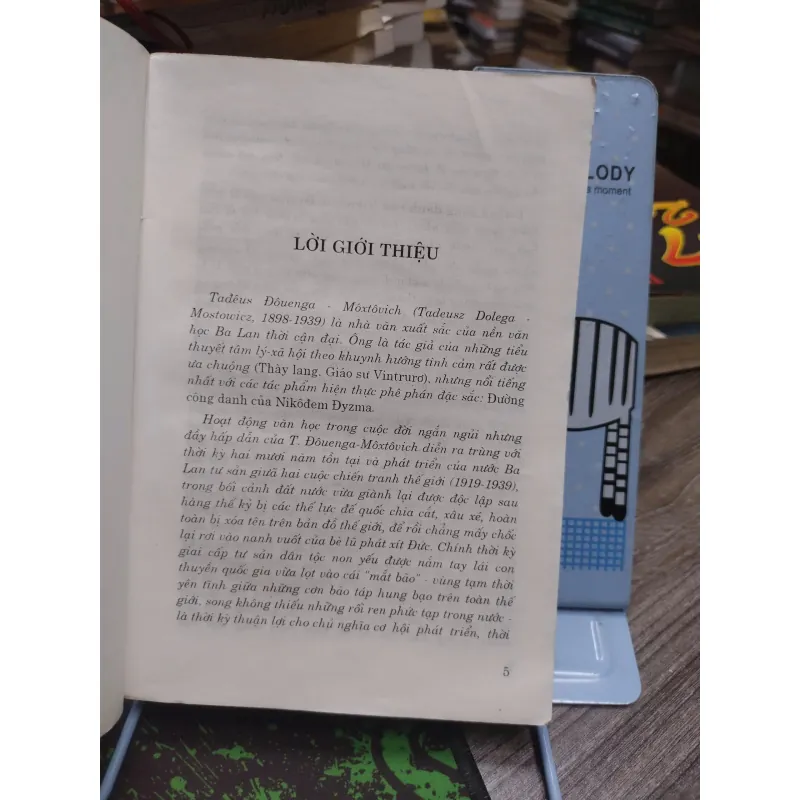 LỜI GIỚI THIỆU
Tađêus Đôuenga - Môxtôvich (Tadeusz Dolega -
Mostowicz, 1898-1939) là nhà văn xuất sắc của nền văn
học Ba Lan thời cận đại. Ông là tác giả của những tiểu
thuyết tâm lý-xã hội theo khuynh hướng tình cảm rất được
ưa chuộng (Thầy lang, Giáo sư Vintrurơ), nhưng nổi tiếng
nhất với các tác phẩm hiện thực phê phán đặc sắc: Đường
công danh của Nikôđem Đyzma.
Hoạt động văn học trong cuộc đời ngắn ngủi nhưng
đầy hấp dẫn của T. Đôuenga-Môxtôvich diễn ra trùng với
thời kỳ hai mươi năm tồn tại và phát triển của nước Ba
Lan tư sản giữa hai cuộc chiến tranh thế giới (1919-1939),
trong bối cảnh đất nước vừa giành lại được độc lập sau
hàng thế kỷ bị các thế lực đế quốc chia cắt, xâu xé, hoàn
toàn bị xóa tên trên bản đồ thế giới, để rồi chẳng mấy chốc
lại rơi vào nanh vuốt của bè lũ phát xít Đức. Chính thời kỳ
giai cấp tư sản dân tộc non yếu được nắm tay lái con
thuyền quốc gia vừa lọt vào cái "mắt bão" - vùng tạm thời
yên tĩnh giữa những cơn bão táp hung bạo trên toàn thế
giới, song không thiếu những rối ren phức tạp trong nước -
là thời kỳ thuận lợi cho chủ nghĩa cơ hội phát triển, thời
5
LODY
moment